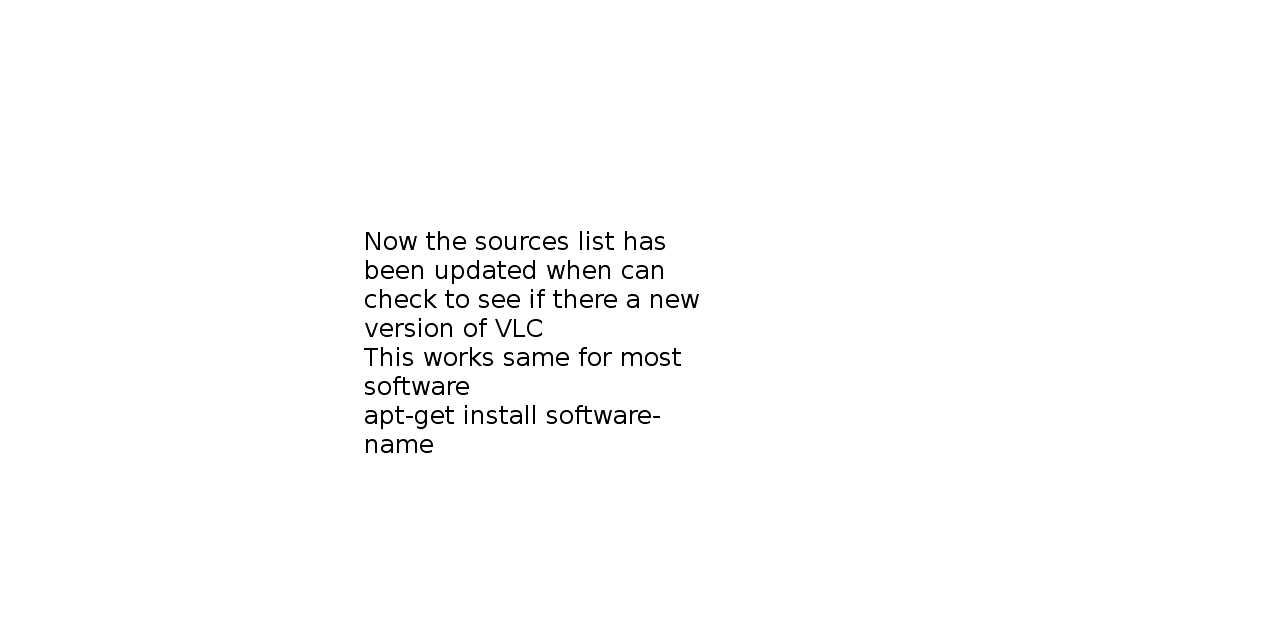 Now the sources list has
been updated when can
check to see if there a new
version of VLC
This works same for most
software
apt-get install software-
name